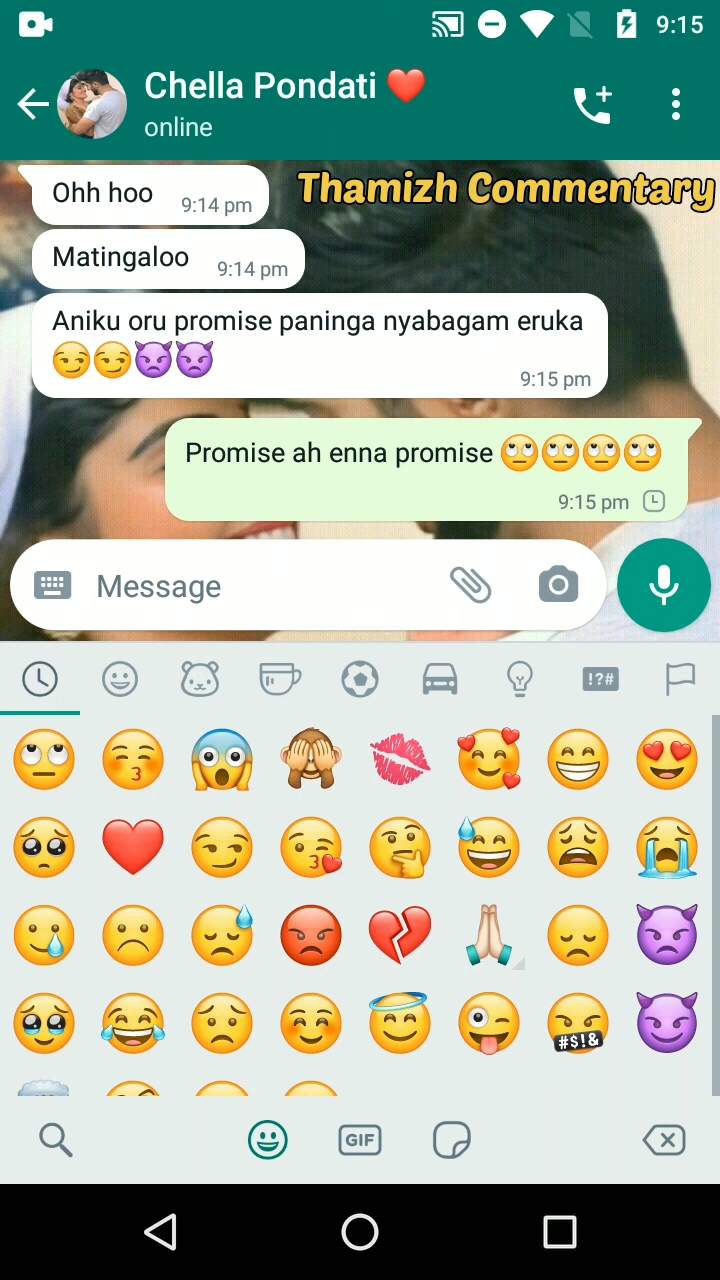 9:15
Chella Pondati ❤️
online
Thamizh Commentary
Ohh hoo 9:14 pm
Matingaloo 9:14 pm
Aniku oru promise paninga nyabagam eruka
😏😏👿👿
9:15 pm
Promise ah enna promise 🙄🙄🙄🙄
9:15 pm
Message
!?#
#$!&
GIF